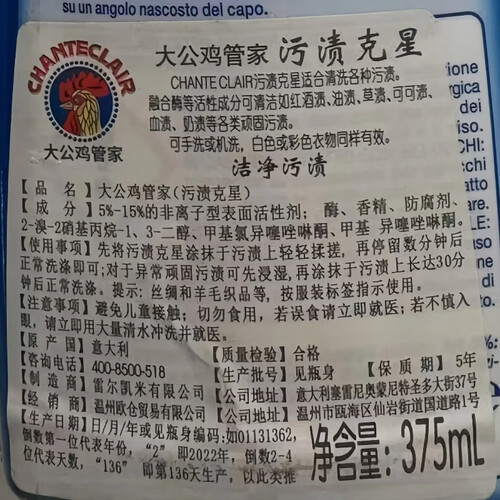 su un angolo nascosto del capo.
CHANTECLAIR
大公鸡管家
大公鸡管家 污渍克星
CHANTE CLAIR污渍克星适合清洗各种污渍。
融合酶等活性成分可清洁如红酒渍、油渍、草渍、可可渍、
血渍、奶渍等各类顽固污渍。
可手洗或机洗，白色或彩色衣物同样有效。
洁净污渍
【品 名】大公鸡管家(污渍克星)
【成 分】5%-15%的非离子型表面活性剂；酶、香精、防腐剂、
2-溴-2硝基丙烷-1、3-二醇、甲基氯异噻唑啉酮、甲基 异噻唑啉酮。
【使用事项】先将污渍克星涂抹于污渍上轻轻揉搓，再停留数分钟后
正常洗涤即可;对于异常顽固污渍可先浸湿,再涂抹于污渍上长达30分
钟后正常洗涤。提示：丝绸和羊毛织品等，按服装标签指示使用。
【注意事项】避免儿童接触；切勿食用，若误食请立即就医；若不慎入
眼，请立即用大量清水冲洗并就医。
【原 产 国】意大利 【质量检验】合格
【咨询电话】400-8500-518 【生产批号】见瓶身 【保 质 期】5年
【制 造 商】雷尔凯米有限公司 【公司地址】意大利塞雷尼奥蒙尼特圣多大街37号
【经 销 商】温州欧仓贸易有限公司 【公司地址】温州市瓯海区仙岩街道国道路1号
【生产日期】日/月/年或见瓶身编码:如01131362,
倒数第一位代表年份，“2”即2022年，倒数2-4
位代表天数，“136”即第136天生产，以此类推
净含量: 375mL
ione
rgica
dei
iso.
CHI:
cchi
patto
are.
LE: